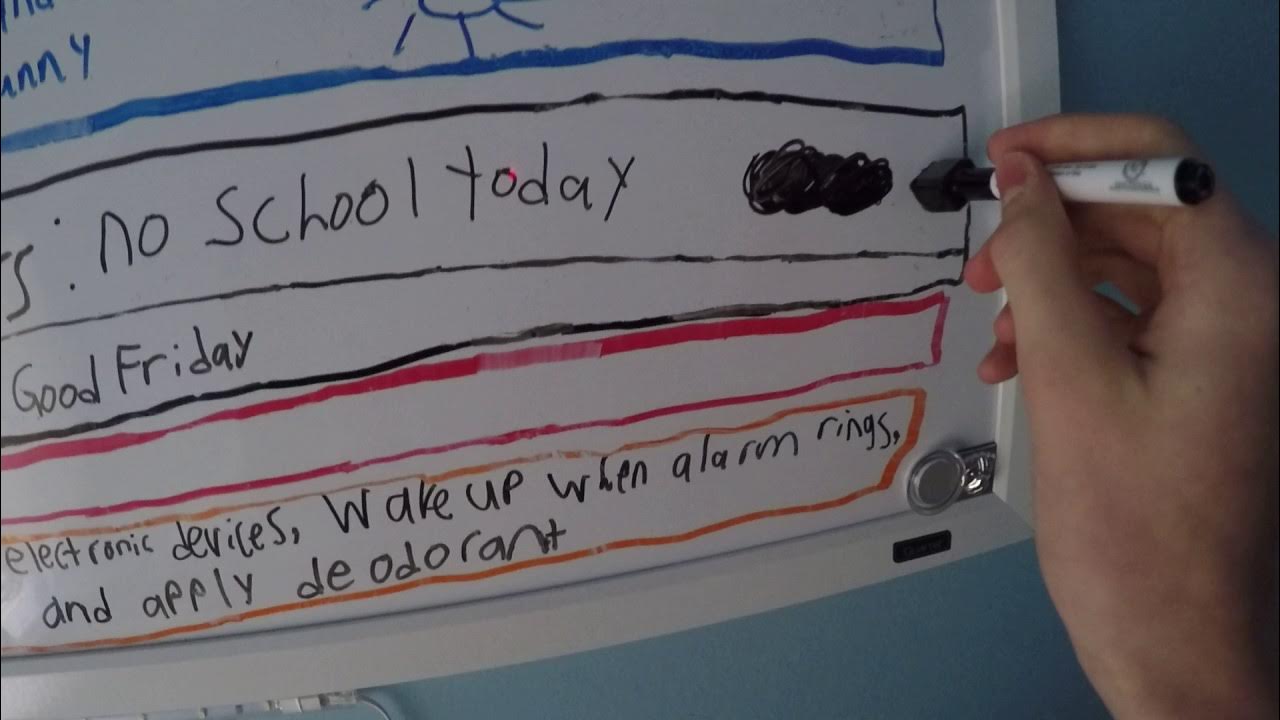 unny
: no school today
Good Friday
electronic devices, Wake up when alarm rings,
and apply deodorant